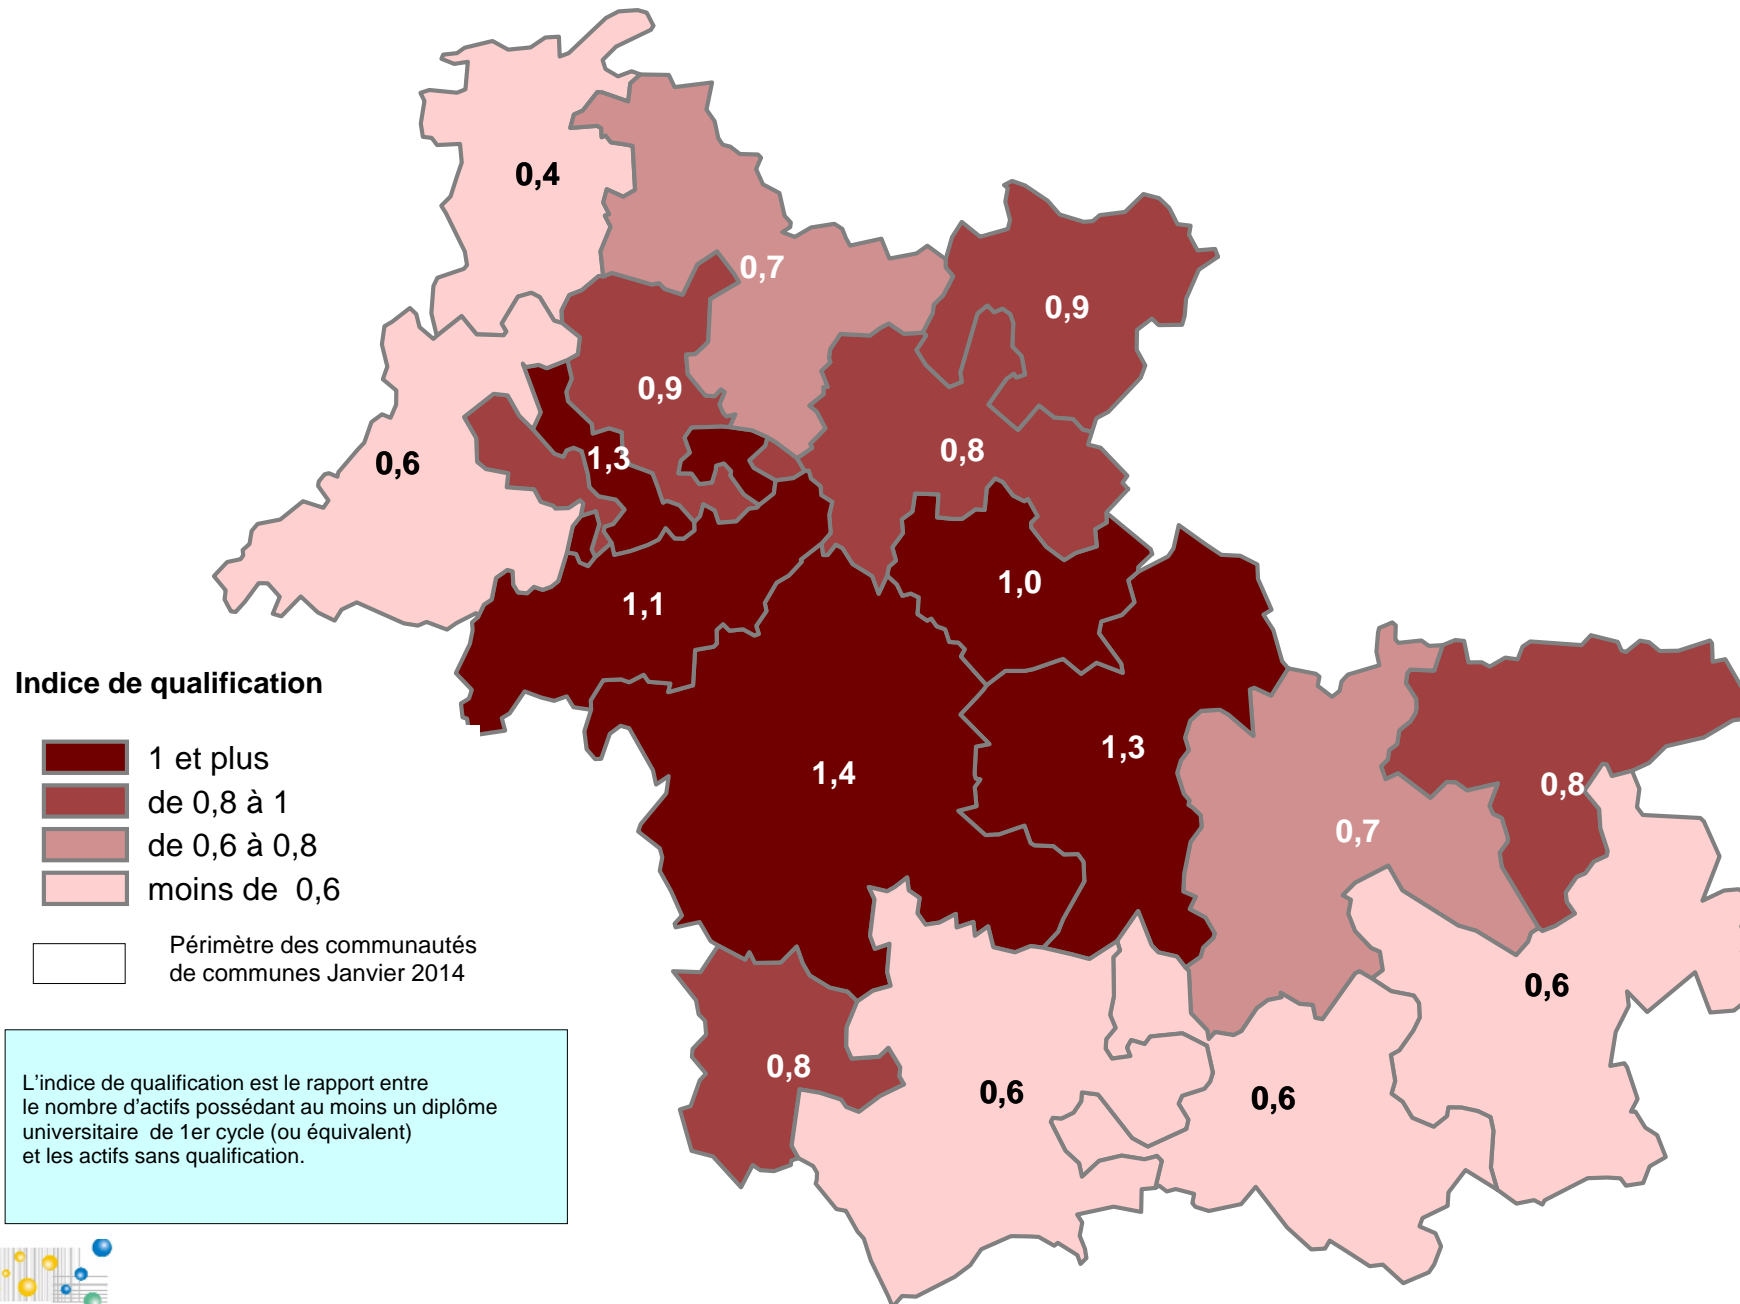 0,4
0,7
0,9
0,9
0,8
1,3
0,6
1,0
1,1
Indice de qualification
1 et plus
de 0,8 à 1
de 0,6 à 0,8
moins de  0,6
Périmètre des communautés
de communes Janvier 2014
1,3
1,4
0,8
0,7
0,6
0,8
0,6
0,6
L'indice de qualification est le rapport entre
le nombre d'actifs possédant au moins un diplôme
universitaire  de 1er cycle (ou équivalent)
et les actifs sans qualification.